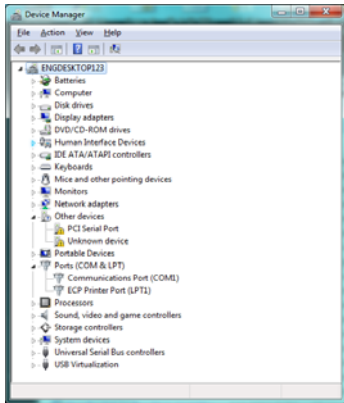 Device Manager
File Action View Help
ENGDESKTOP123
Batteries
Computer
Disk drives
Display adapters
DVD/CD-ROM drives
Human Interface Devices
IDE ATA/ATAPI controllers
Keyboards
Mice and other pointing devices
Monitors
Network adapters
Other devices
PCI Serial Port
Unknown device
Portable Devices
Ports (COM & LPT)
Communications Port (COM1)
ECP Printer Port (LPT1)
Processors
Sound, video and game controllers
Storage controllers
System devices
Universal Serial Bus controllers
USB Virtualization